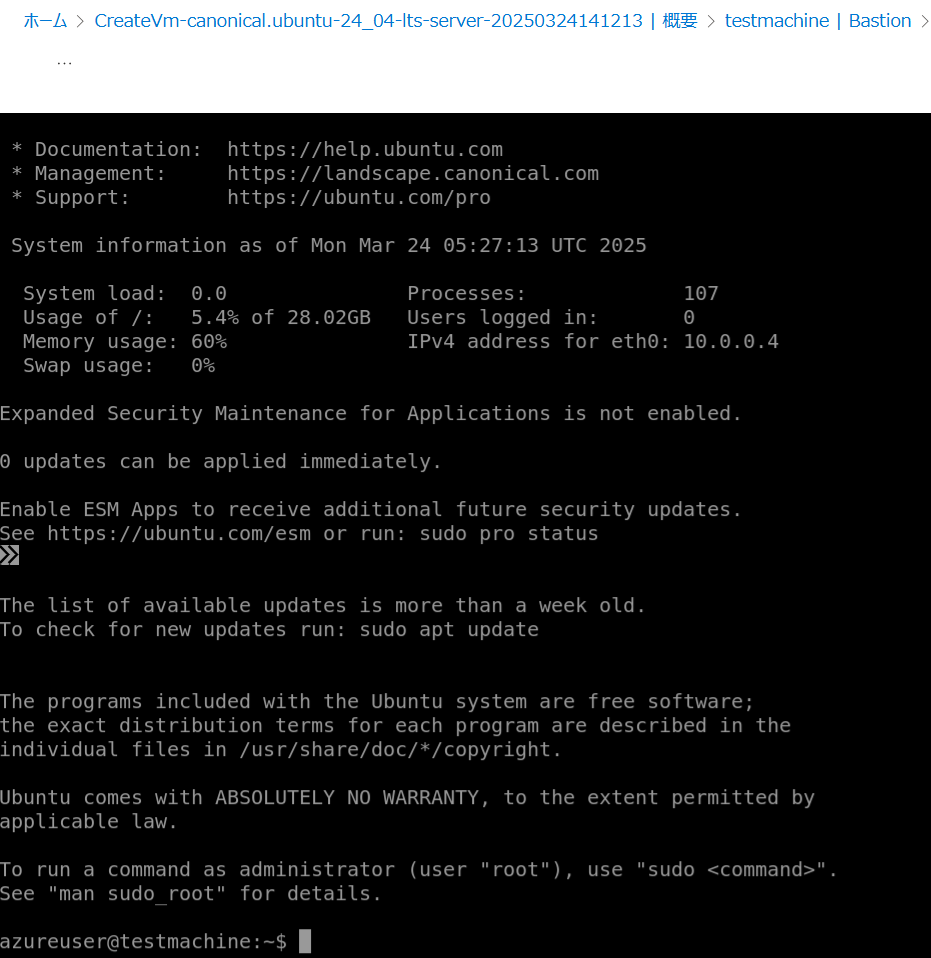 ホーム > CreateVm-canonical.ubuntu-24_04-lts-server-20250324141213 | 概要 > testmachine | Bastion >
...
* Documentation:  https://help.ubuntu.com
* Management:     https://landscape.canonical.com
* Support:        https://ubuntu.com/pro
System information as of Mon Mar 24 05:27:13 UTC 2025
System load:  0.0               Processes:             107
Usage of /:   5.4% of 28.02GB   Users logged in:       0
Memory usage: 60%               IPv4 address for eth0: 10.0.0.4
Swap usage:   0%
Expanded Security Maintenance for Applications is not enabled.
0 updates can be applied immediately.
Enable ESM Apps to receive additional future security updates.
See https://ubuntu.com/esm or run: sudo pro status
The list of available updates is more than a week old.
To check for new updates run: sudo apt update
The programs included with the Ubuntu system are free software;
the exact distribution terms for each program are described in the
individual files in /usr/share/doc/*/copyright.
Ubuntu comes with ABSOLUTELY NO WARRANTY, to the extent permitted by
applicable law.
To run a command as administrator (user "root"), use "sudo <command>".
See "man sudo_root" for details.
azureuser@testmachine:~$